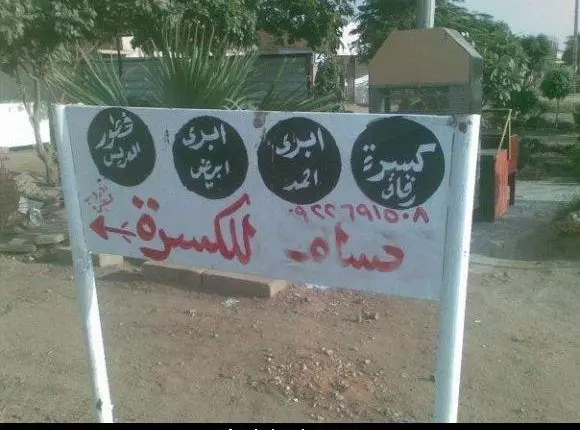 كسرة رقاق
ابرى احمر
ابرى ابيض
فطور العريس
٠٩٢٢٦٩١٥٠٨
حسام للكسرة